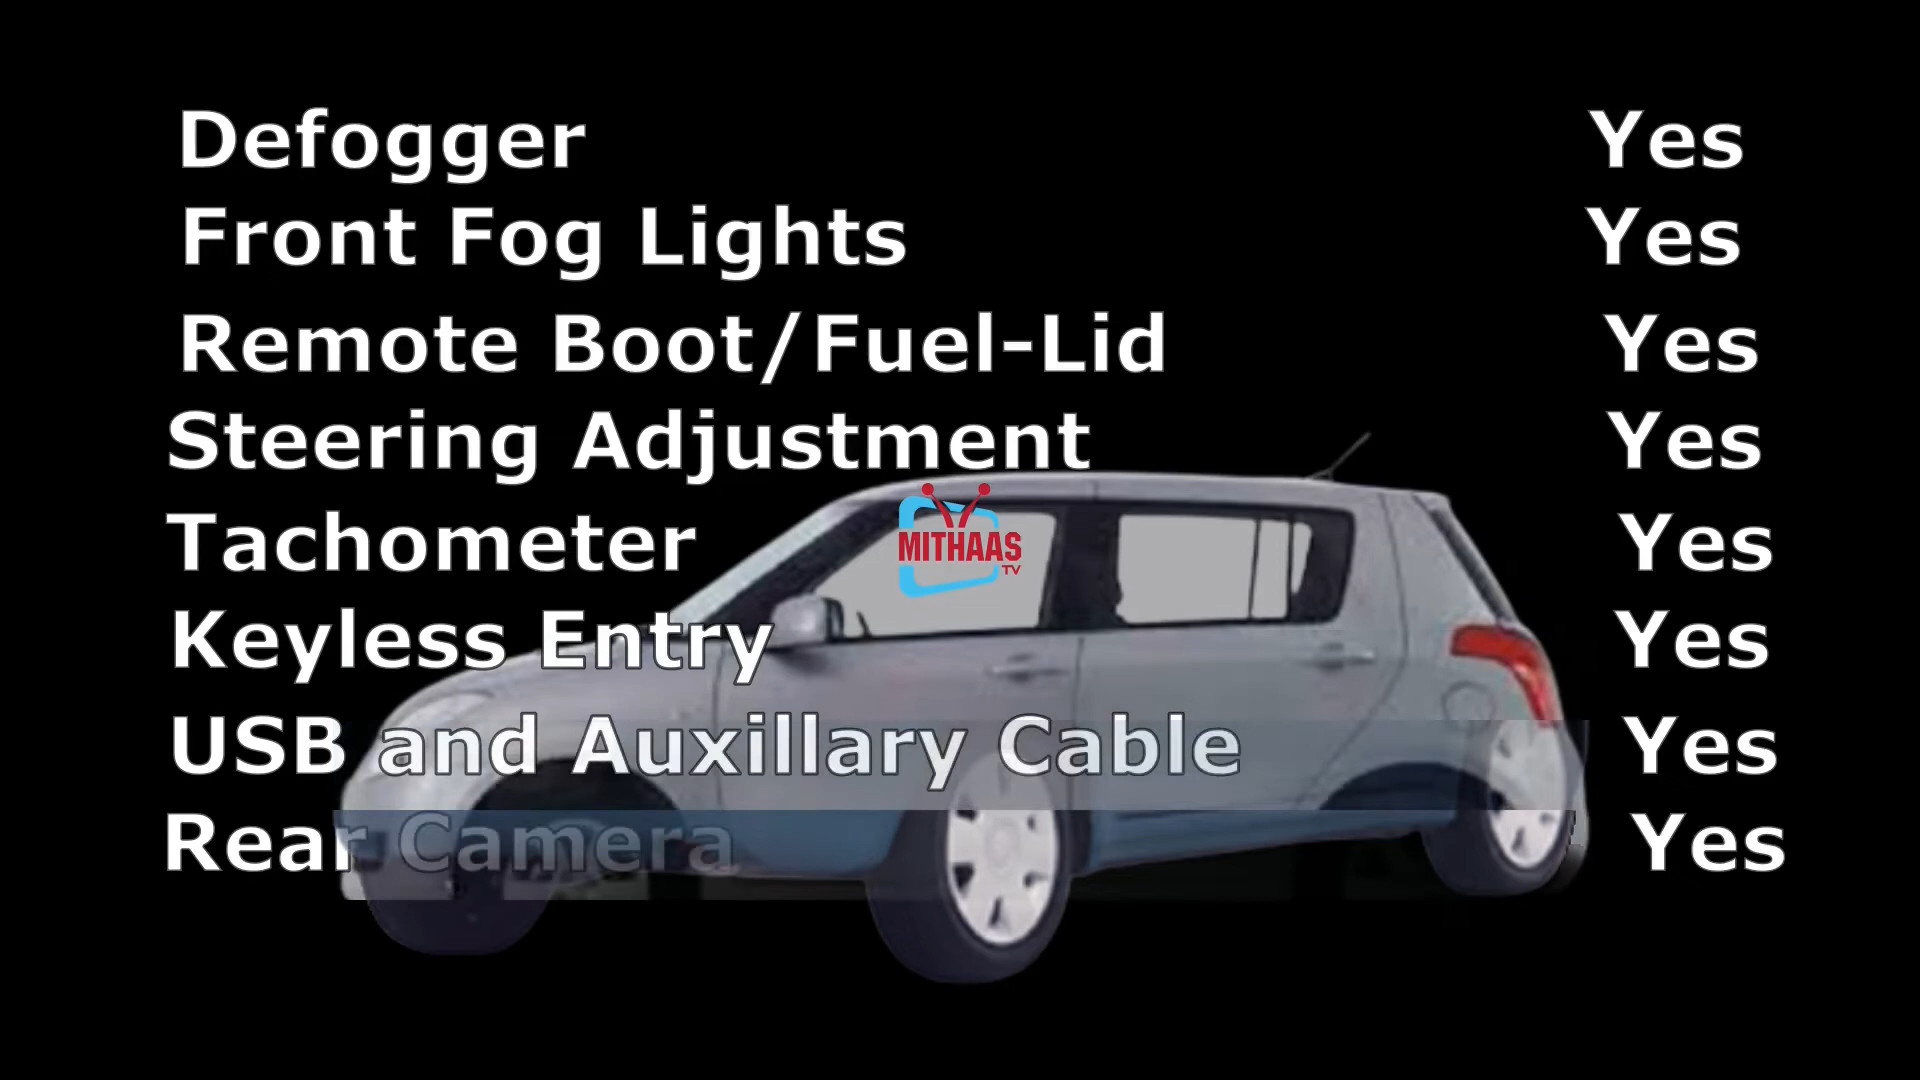 Defogger Yes
Front Fog Lights Yes
Remote Boot/Fuel-Lid Yes
Steering Adjustment Yes
MITHAAS
TV
Tachometer Yes
Keyless Entry Yes
USB and Auxillary Cable Yes
Rear Camera Yes